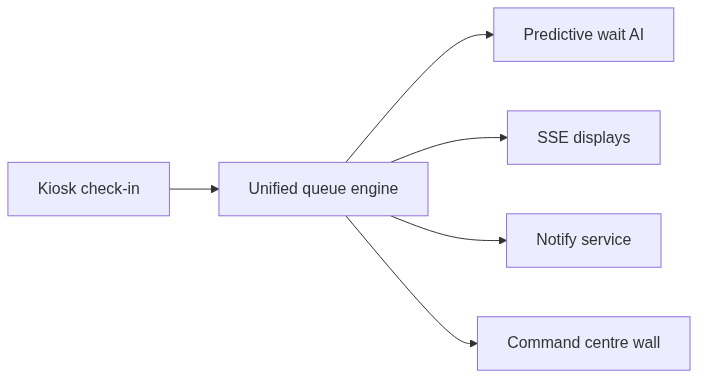 Predictive wait AI
SSE displays
Kiosk check-in
Unified queue engine
Notify service
Command centre wall